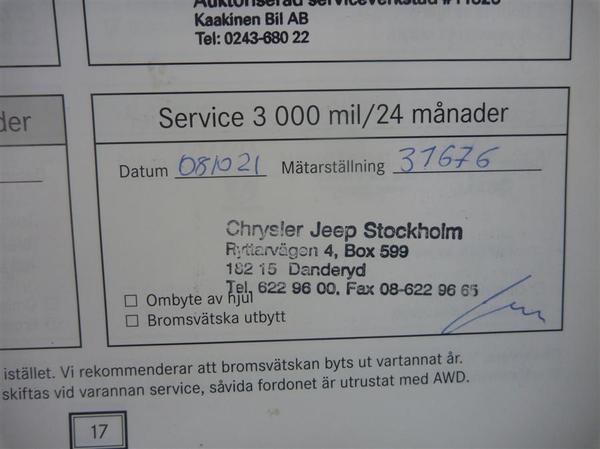 Auktoriserad serviceverkstad
Kaakinen Bil AB
Tel: 0243-680 22
der
Service 3 000 mil/24 månader
Datum 081021 Mätarställning 31676
Chrysler Jeep Stockholm
Ryttarvägen 4, Box 599
182 15 Danderyd
Tel. 622 96 00. Fax 08-622 96 65
☐ Ombyte av hjul
☐ Bromsvätska utbytt
istället. Vi rekommenderar att bromsvätskan byts ut vartannat år.
skiftas vid varannan service, såvida fordonet är utrustat med AWD.
17